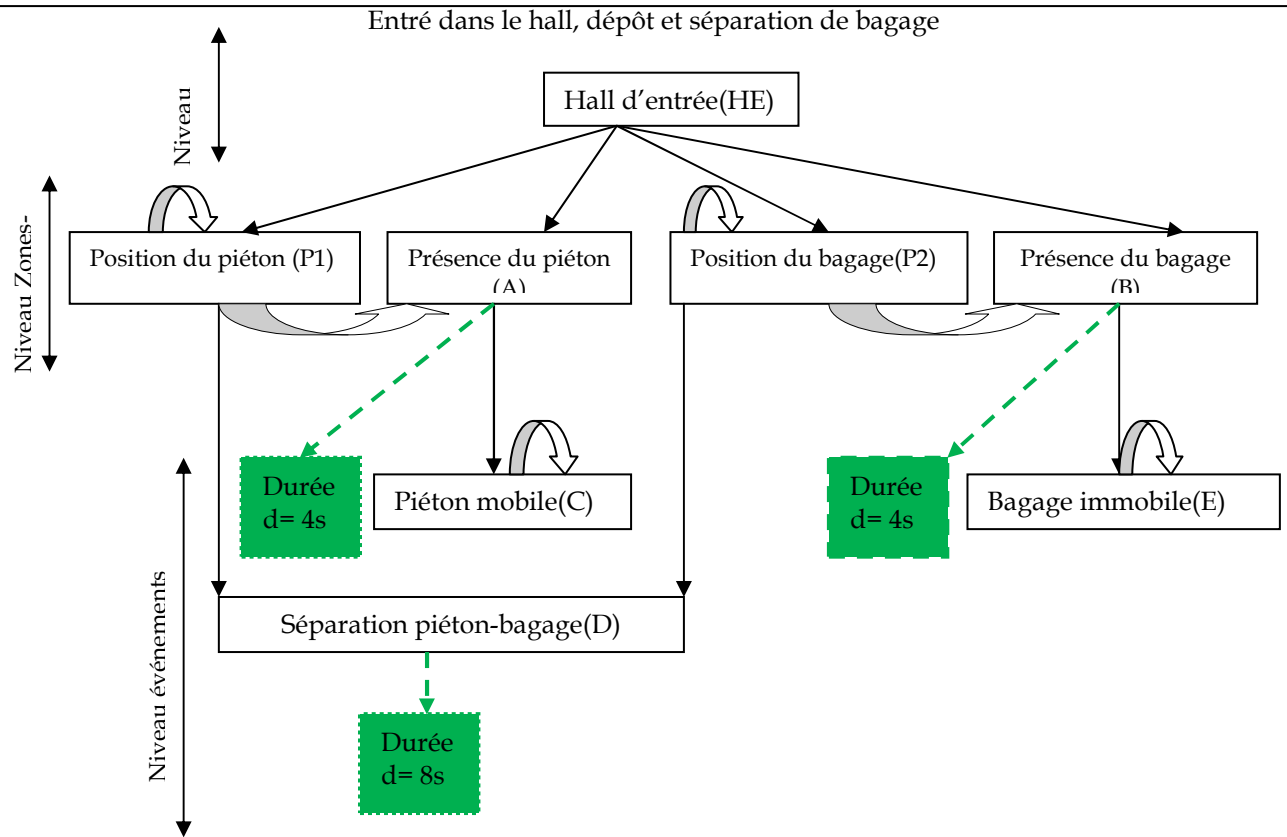 Entré dans le hall, dépôt et séparation de bagage
Niveau
Hall d’entrée(HE)
Niveau Zones-
Position du piéton (P1)
Présence du piéton
(A)
Position du bagage(P2)
Présence du bagage
(B)
Niveau événements
Durée
d= 4s
Piéton mobile(C)
Durée
d= 4s
Bagage immobile(E)
Séparation piéton-bagage(D)
Durée
d= 8s